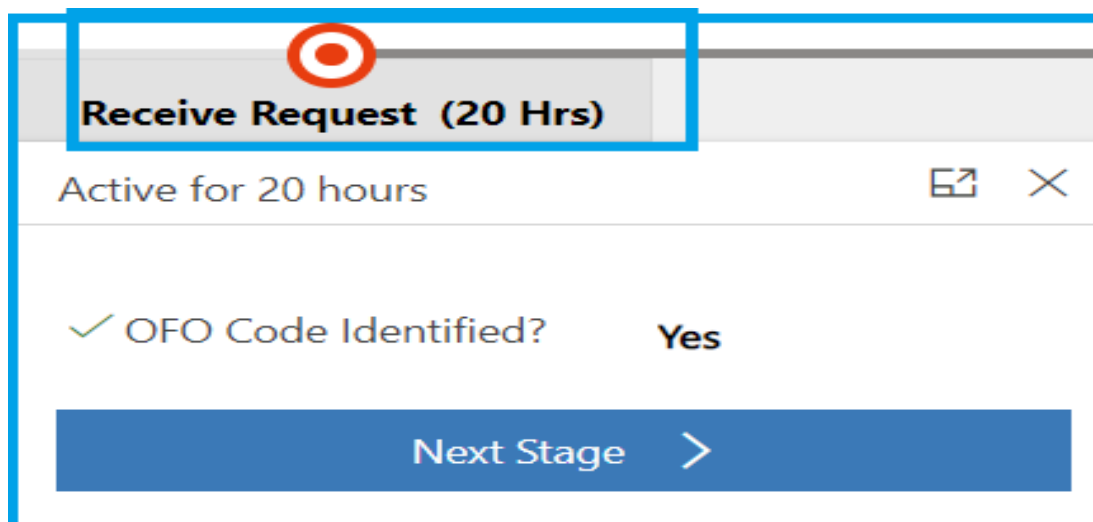 Receive Request (20 Hrs)
Active for 20 hours
OFO Code Identified? Yes
Next Stage